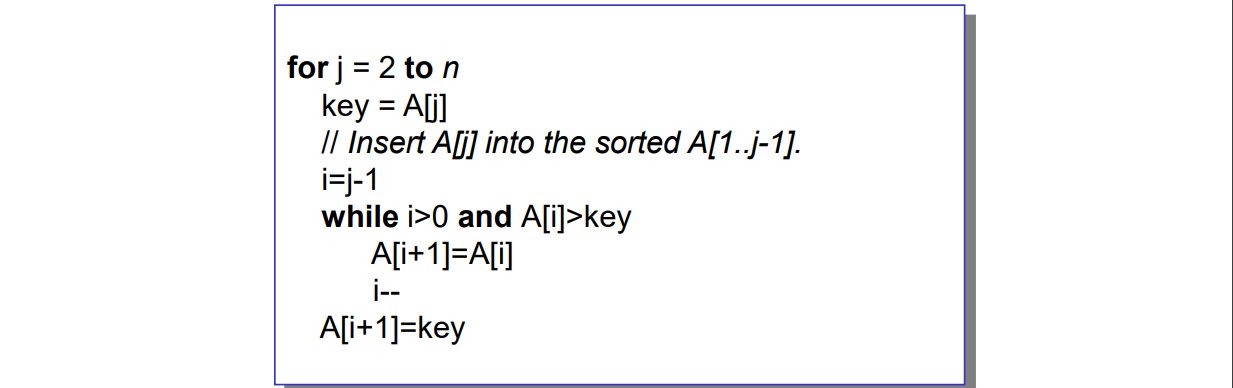 for j = 2 to n
key = A[j]
// Insert A[j] into the sorted A[1..j-1].
i=j-1
while i>0 and A[i]>key
A[i+1]=A[i]
i--
A[i+1]=key